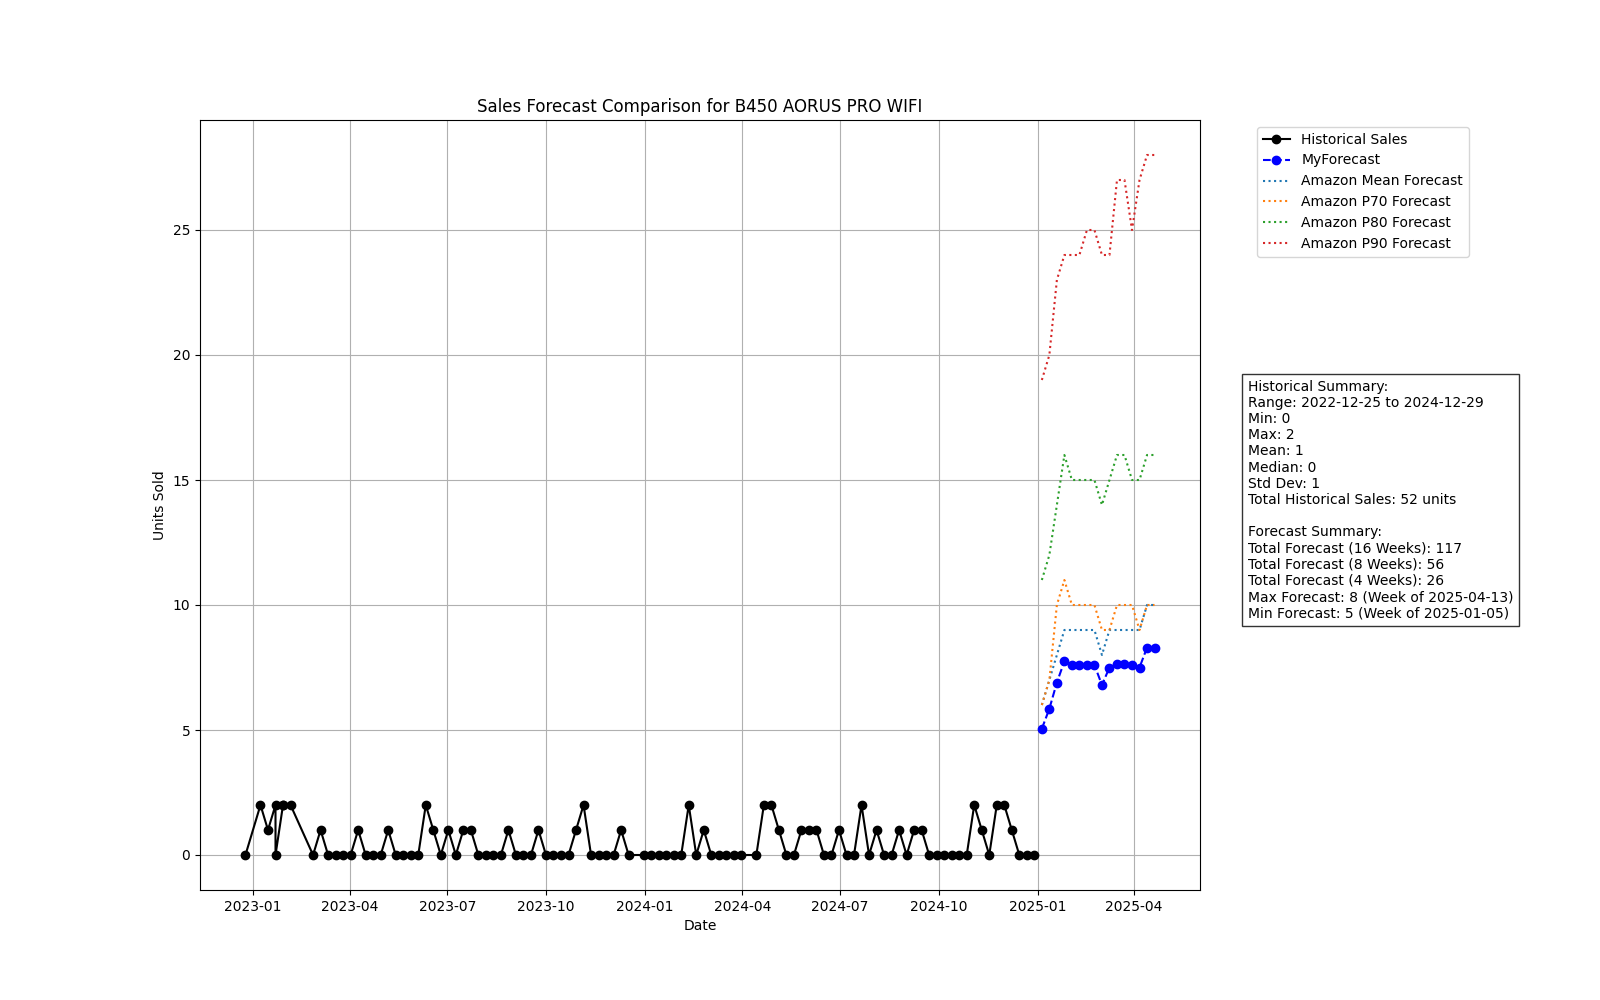 Sales Forecast Comparison for B450 AORUS PRO WIFI
Historical Sales
MyForecast
Amazon Mean Forecast
Amazon P70 Forecast
Amazon P80 Forecast
Amazon P90 Forecast
25
20
15
10
5
0
Units Sold
Historical Summary:
Range: 2022-12-25 to 2024-12-29
Min: 0
Max: 2
Mean: 1
Median: 0
Std Dev: 1
Total Historical Sales: 52 units
Forecast Summary:
Total Forecast (16 Weeks): 117
Total Forecast (8 Weeks): 56
Total Forecast (4 Weeks): 26
Max Forecast: 8 (Week of 2025-04-13)
Min Forecast: 5 (Week of 2025-01-05)
2023-01 2023-04 2023-07 2023-10 2024-01 2024-04 2024-07 2024-10 2025-01 2025-04
Date